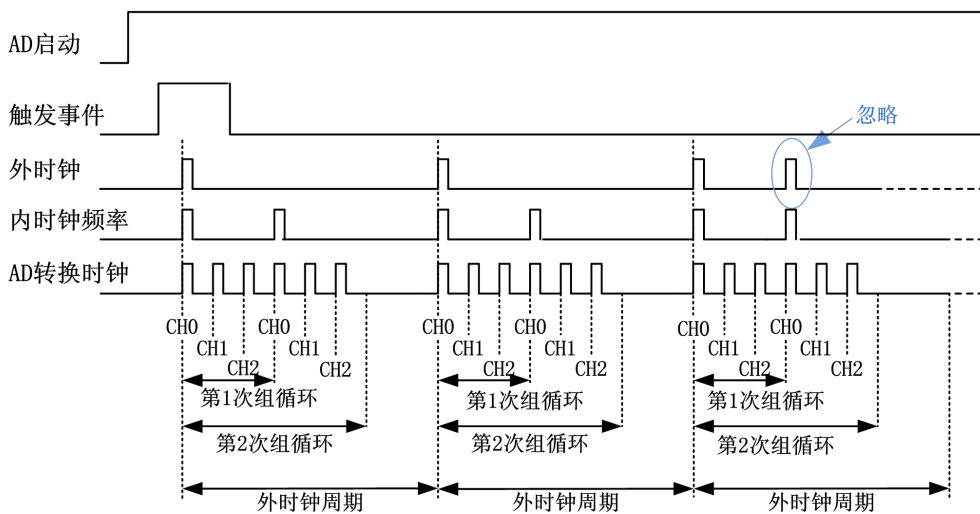 AD启动
触发事件
忽略
外时钟
内时钟频率
AD转换时钟
CH0 CH0 CH0 CH0 CH0 CH0
CH1 CH1 CH1 CH1 CH1 CH1
CH2 CH2 CH2 CH2 CH2 CH2
第1次组循环 第1次组循环 第1次组循环
第2次组循环 第2次组循环 第2次组循环
外时钟周期 外时钟周期 外时钟周期